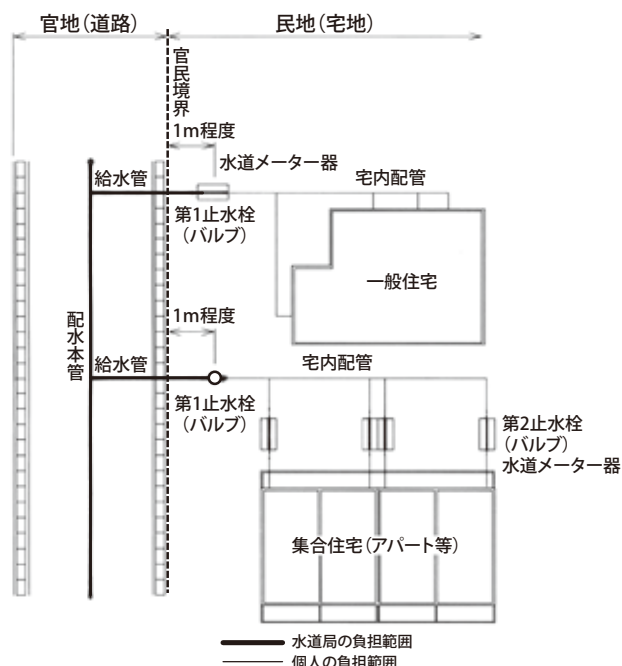 官地(道路)
民地(宅地)
官民境界
1m程度
水道メーター器
給水管
宅内配管
第1止水栓
(バルブ)
一般住宅
1m程度
配水本管
給水管
宅内配管
第1止水栓
(バルブ)
第2止水栓
(バルブ)
水道メーター器
集合住宅(アパート等)
水道局の負担範囲
個人の負担範囲